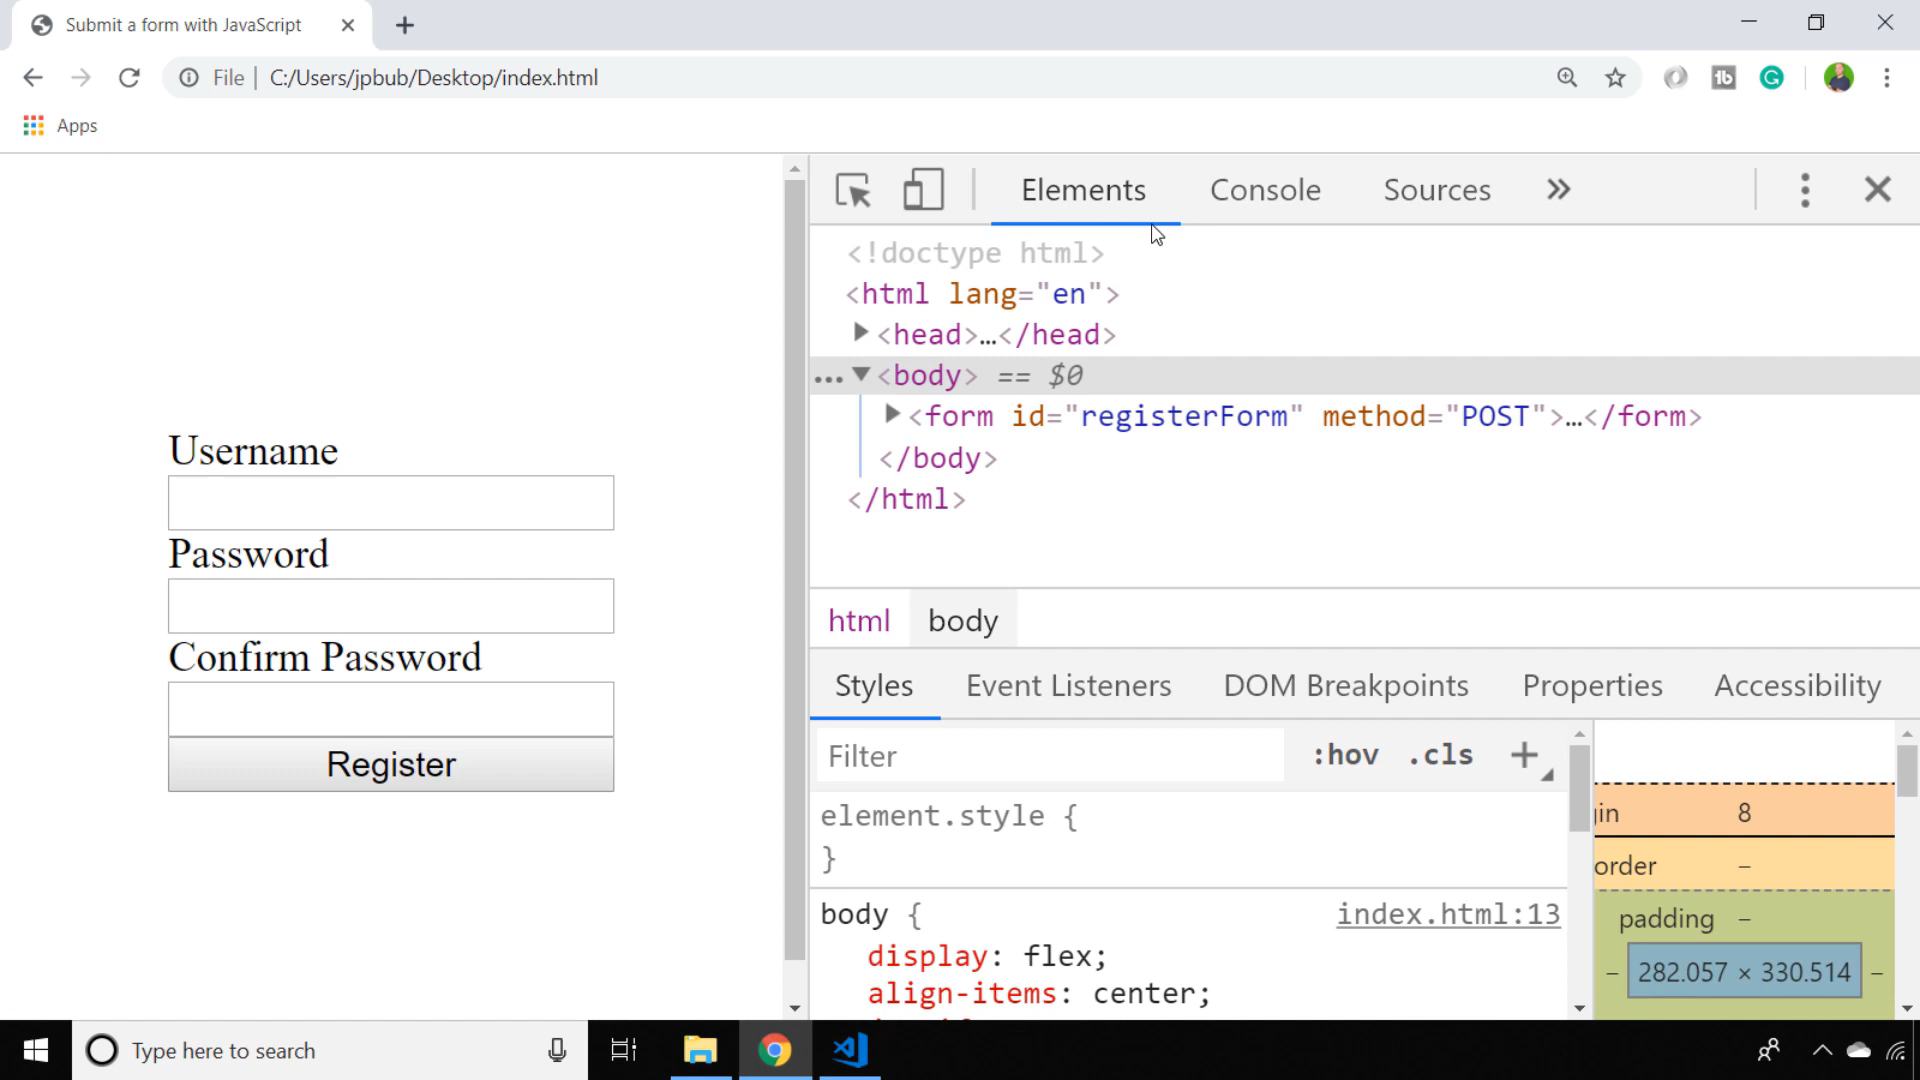 Submit a form with JavaScript
File | C:/Users/jpbub/Desktop/index.html
Apps
Username
Password
Confirm Password
Register
Elements Console Sources »
<!doctype html>
<html lang="en">
<head>…</head>
… <body> == $0
<form id="registerForm" method="POST">…</form>
</body>
</html>
html body
Styles Event Listeners DOM Breakpoints Properties Accessibility
Filter :hov .cls +
element.style {
}
body { index.html:13
display: flex;
align-items: center;
8
–
padding –
– 282.057 × 330.514 –
Type here to search